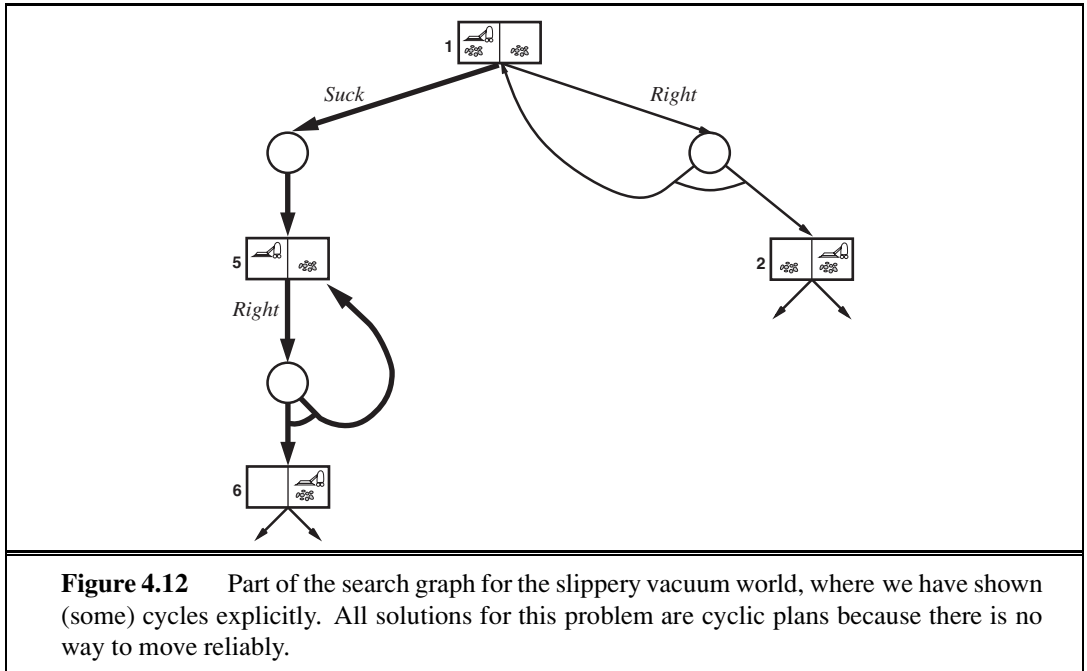 1
Suck
Right
5
2
Right
6
Figure 4.12 Part of the search graph for the slippery vacuum world, where we have shown
(some) cycles explicitly. All solutions for this problem are cyclic plans because there is no
way to move reliably.